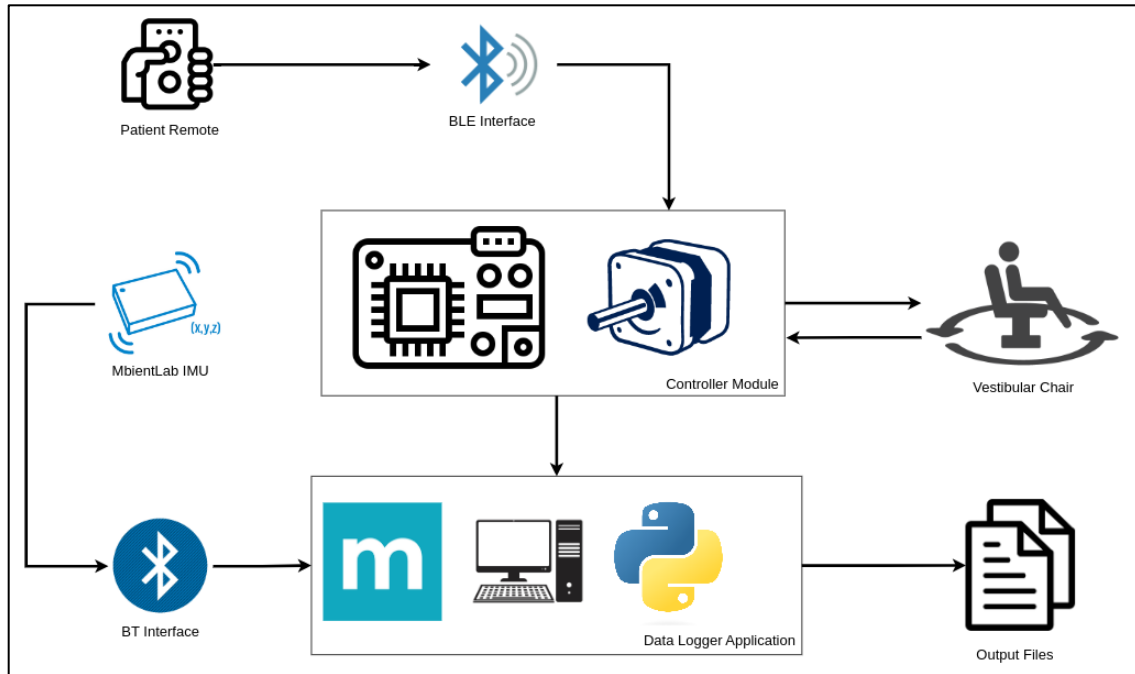 Patient Remote
BLE Interface
(x,y,z)
MbientLab IMU
Controller Module
Vestibular Chair
m
BT Interface
Data Logger Application
Output Files